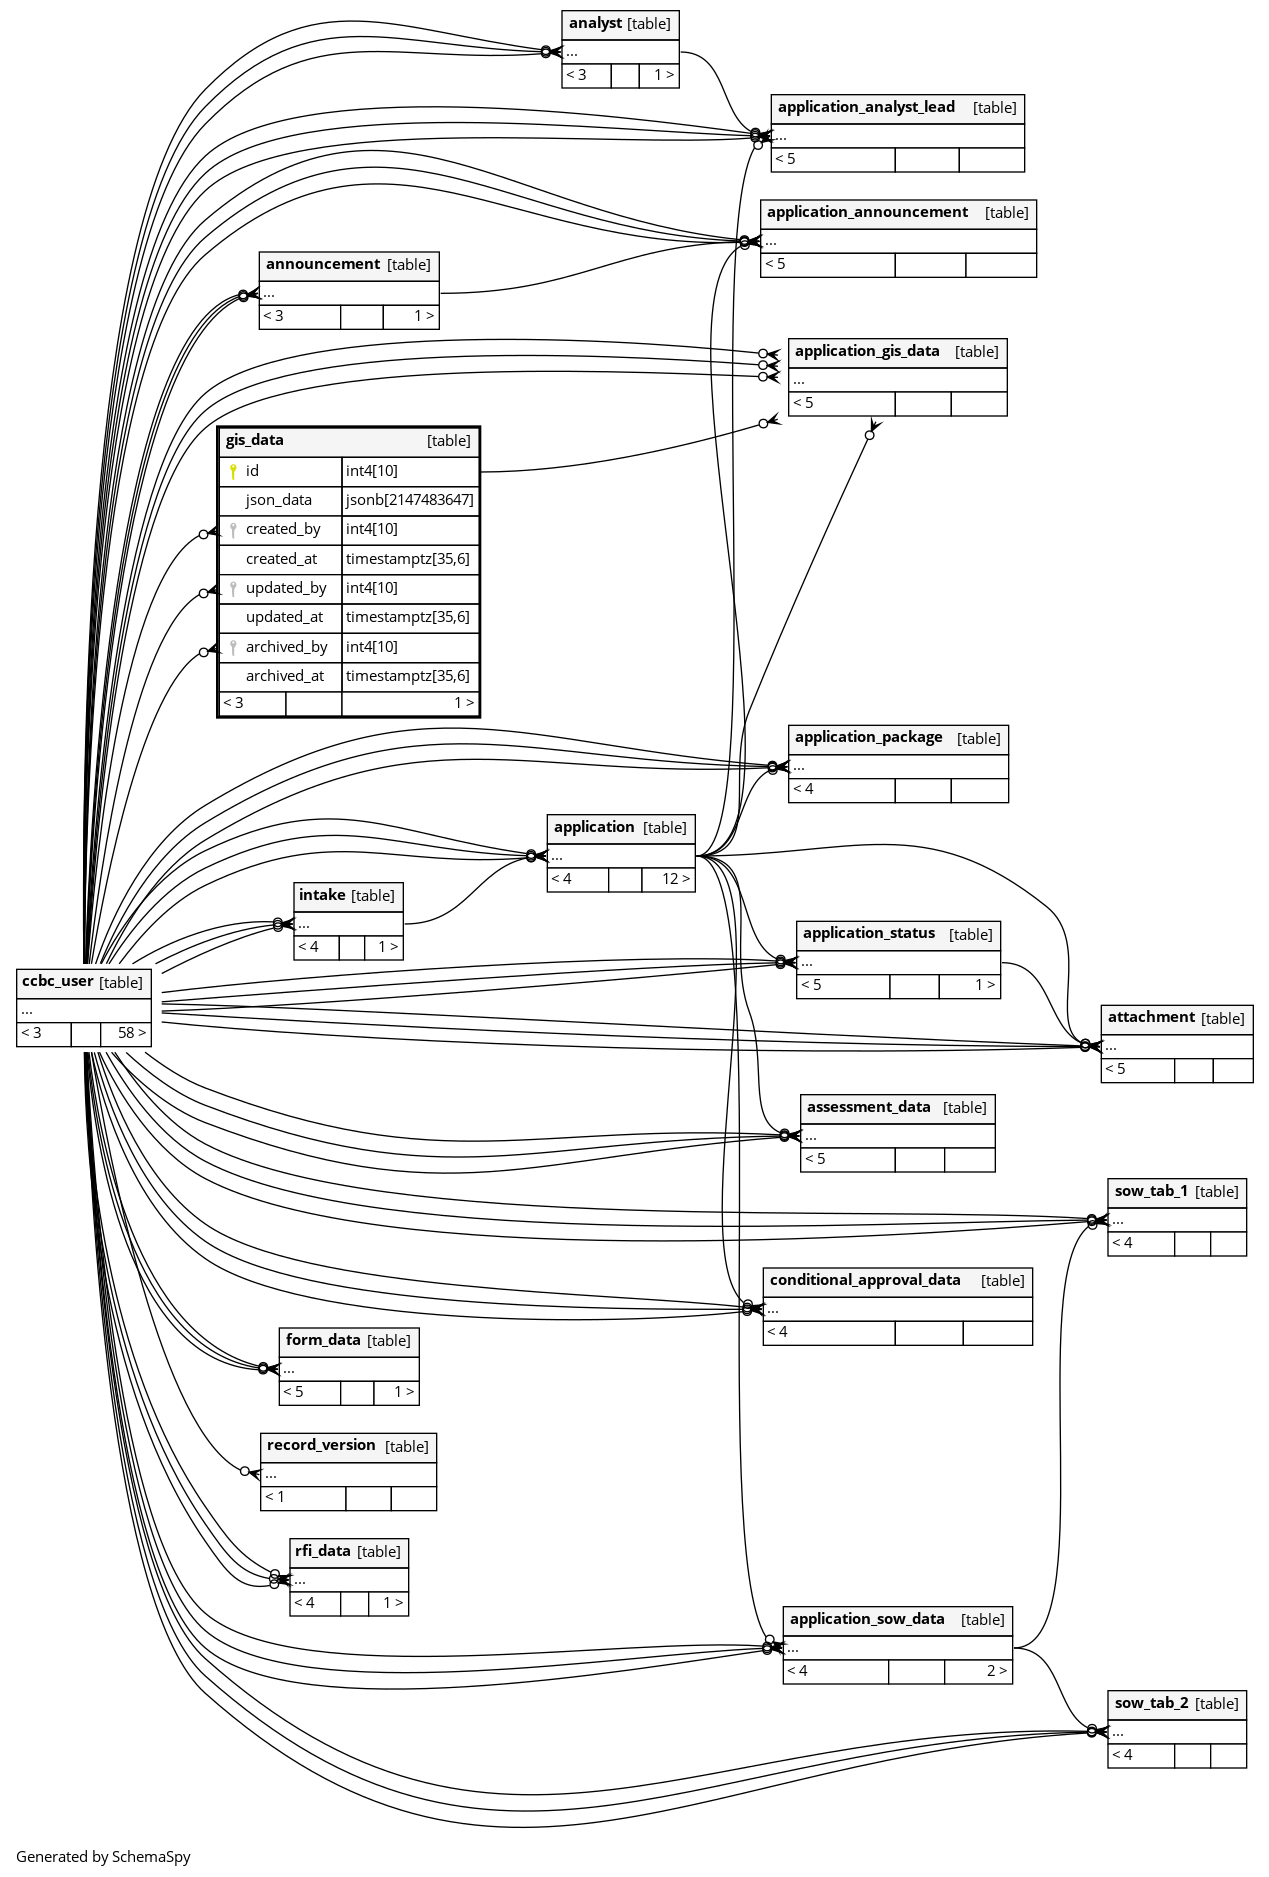 analyst [table]
...
< 3 1 >
application_analyst_lead [table]
...
< 5
application_announcement [table]
...
< 5
announcement [table]
...
< 3 1 >
application_gis_data [table]
...
< 5
gis_data [table]
id int4[10]
json_data jsonb[2147483647]
created_by int4[10]
created_at timestamptz[35,6]
updated_by int4[10]
updated_at timestamptz[35,6]
archived_by int4[10]
archived_at timestamptz[35,6]
< 3 1 >
application_package [table]
...
< 4
application [table]
...
< 4 12 >
intake [table]
...
< 4 1 >
application_status [table]
...
< 5 1 >
ccbc_user [table]
...
< 3 58 >
attachment [table]
...
< 5
assessment_data [table]
...
< 5
sow_tab_1 [table]
...
< 4
conditional_approval_data [table]
...
< 4
form_data [table]
...
< 5 1 >
record_version [table]
...
< 1
rfi_data [table]
...
< 4 1 >
application_sow_data [table]
...
< 4 2 >
sow_tab_2 [table]
...
< 4
Generated by SchemaSpy